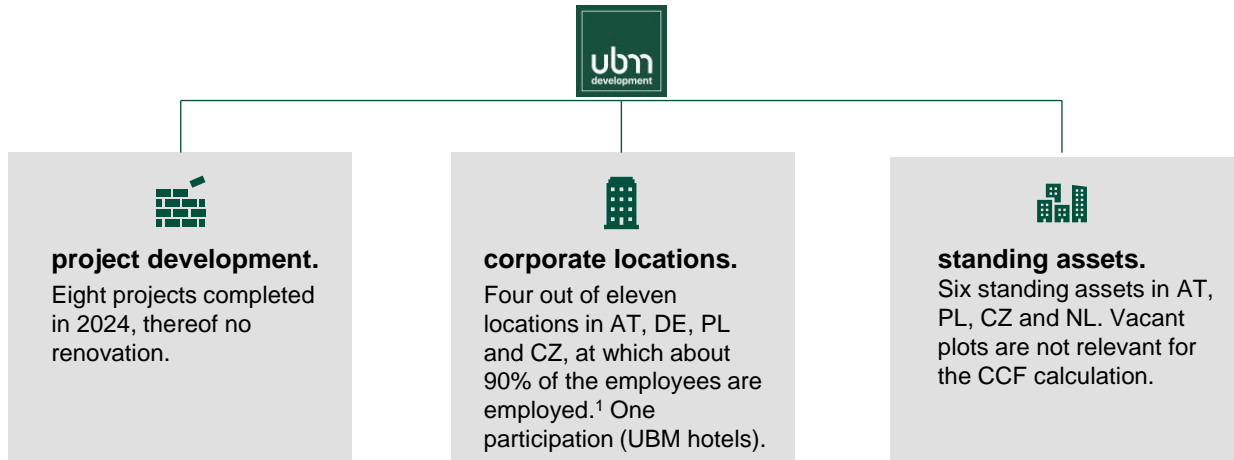 ubm
development
project development.
Eight projects completed
in 2024, thereof no
renovation.
corporate locations.
Four out of eleven
locations in AT, DE, PL
and CZ, at which about
90% of the employees are
employed.¹ One
participation (UBM hotels).
standing assets.
Six standing assets in AT,
PL, CZ and NL. Vacant
plots are not relevant for
the CCF calculation.